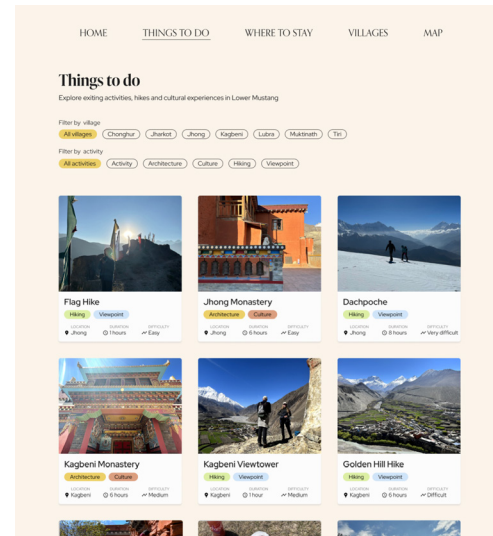 HOME THINGS TO DO WHERE TO STAY VILLAGES MAP
Things to do
Explore exiting activities, hikes and cultural experiences in Lower Mustang
Filter by village
All villages Chonghur Jharkot Jhong Kagbeni Lubra Muktinath Tiri
Filter by activity
All activities Activity Architecture Culture Hiking Viewpoint
Flag Hike
Hiking Viewpoint
LOCATION DURATION DIFFICULTY
Jhong 1 hours Easy
Jhong Monastery
Architecture Culture
LOCATION DURATION DIFFICULTY
Jhong 6 hours Easy
Dachpoche
Hiking Viewpoint
LOCATION DURATION DIFFICULTY
Jhong 8 hours Very difficult
Kagbeni Monastery
Architecture Culture
LOCATION DURATION DIFFICULTY
Kagbeni 6 hours Medium
Kagbeni Viewtower
Hiking Viewpoint
LOCATION DURATION DIFFICULTY
Kagbeni 1 hour Medium
Golden Hill Hike
Hiking Viewpoint
LOCATION DURATION DIFFICULTY
Kagbeni 6 hours Difficult